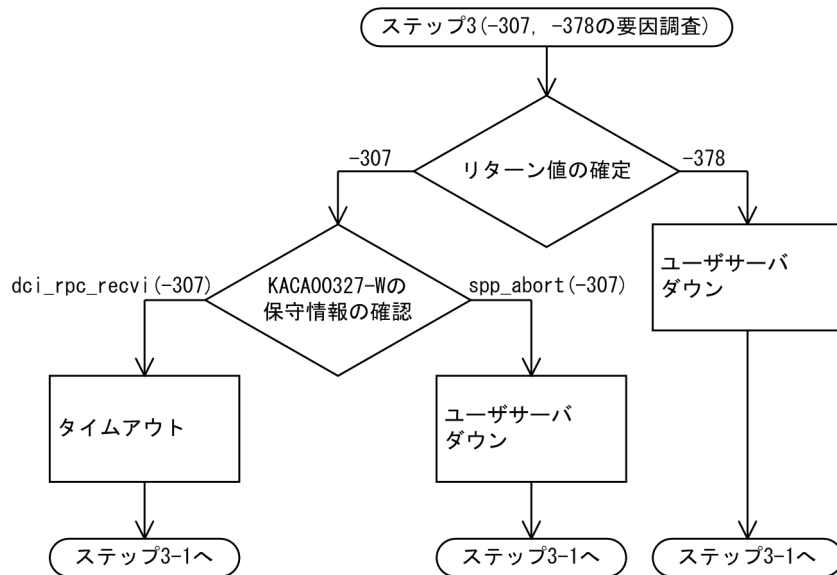 ステップ3(-307, -378の要因調査)
リターン値の確定
-307
-378
KACA00327-Wの
保守情報の確認
dci_rpc_recvi(-307)
spp_abort(-307)
ユーザサーバ
ダウン
タイムアウト
ユーザサーバ
ダウン
ステップ3-1へ
ステップ3-1へ
ステップ3-1へ